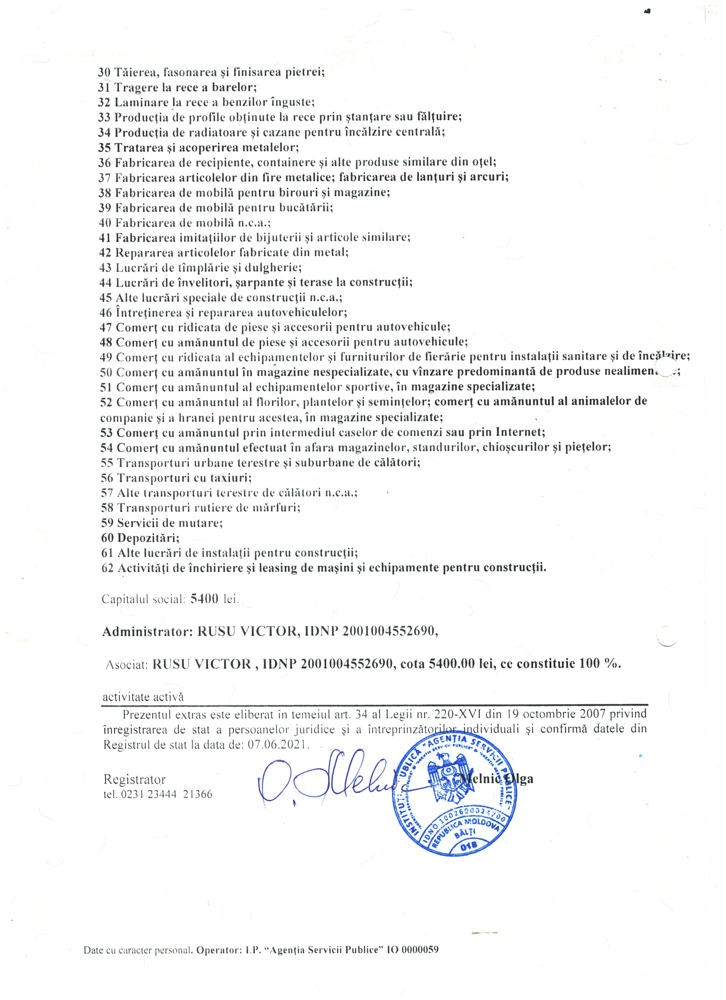 30 Tăierea, fasonarea şi finisarea pietrei;
31 Tragere la rece a barelor;
32 Laminare la rece a benzilor înguste;
33 Producţia de profile obţinute la rece prin ştanţare sau fălţuire;
34 Producţia de radiatoare şi cazane pentru încălzire centrală;
35 Tratarea şi acoperirea metalelor;
36 Fabricarea de recipiente, containere şi alte produse similare din oţel;
37 Fabricarea articolelor din fire metalice; fabricarea de lanţuri şi arcuri;
38 Fabricarea de mobilă pentru birouri şi magazine;
39 Fabricarea de mobilă pentru bucătării;
40 Fabricarea de mobilă n.c.a.;
41 Fabricarea imitaţiilor de bijuterii şi articole similare;
42 Repararea articolelor fabricate din metal;
43 Lucrări de tîmplărie şi dulgherie;
44 Lucrări de învelitori, şarpante şi terase la construcţii;
45 Alte lucrări speciale de construcţii n.c.a.;
46 Întreţinerea şi repararea autovehiculelor;
47 Comerţ cu ridicata de piese şi accesorii pentru autovehicule;
48 Comerţ cu amănuntul de piese şi accesorii pentru autovehicule;
49 Comerţ cu ridicata al echipamentelor şi furniturilor de fierărie pentru instalaţii sanitare şi de încălzire;
50 Comerţ cu amănuntul în magazine nespecializate, cu vînzare predominantă de produse
51 Comerţ cu amănuntul al echipamentelor sportive, în magazine specializate;
52 Comerţ cu amănuntul al florilor, plantelor şi seminţelor; comerţ cu amănuntul al animalelor de
companie şi a hranei pentru acestea, în magazine specializate;
53 Comerţ cu amănuntul prin intermediul caselor de comenzi sau prin Internet;
54 Comerţ cu amănuntul efectuat în afara magazinelor, standurilor, chioşcurilor şi pieţelor;
55 Transporturi urbane terestre şi suburbane de călători;
56 Transporturi cu taxiuri;
57 Alte transporturi terestre de călători n.c.a.;
58 Transporturi rutiere de mărfuri;
59 Servicii de mutare;
60 Depozitări;
61 Alte lucrări de instalaţii pentru construcţii;
62 Activităţi de închiriere şi leasing de maşini şi echipamente pentru construcţii.
Capitalul social: 5400 lei.
Administrator: RUSU VICTOR, IDNP 2001004552690,
Asociat: RUSU VICTOR , IDNP 2001004552690, cota 5400.00 lei, ce constituie 100 %.
activitate activă
Prezentul extras este eliberat în temeiul art. 34 al Legii nr. 220-XVI din 19 octombrie 2007 privind
înregistrarea de stat a persoanelor juridice şi a întreprinzătorilor individuali şi confirmă datele din
Registrul de stat la data de: 07.06.2021.
Registrator
Melnic Olga
tel. 0231 23444 21366
"AGENŢIA SERVICII PUBLICE"
IDNO 1002600024700
REPUBLICA MOLDOVA
BĂLŢI
018
Date cu caracter personal. Operator: I.P. “Agenţia Servicii Publice” IO 0000059